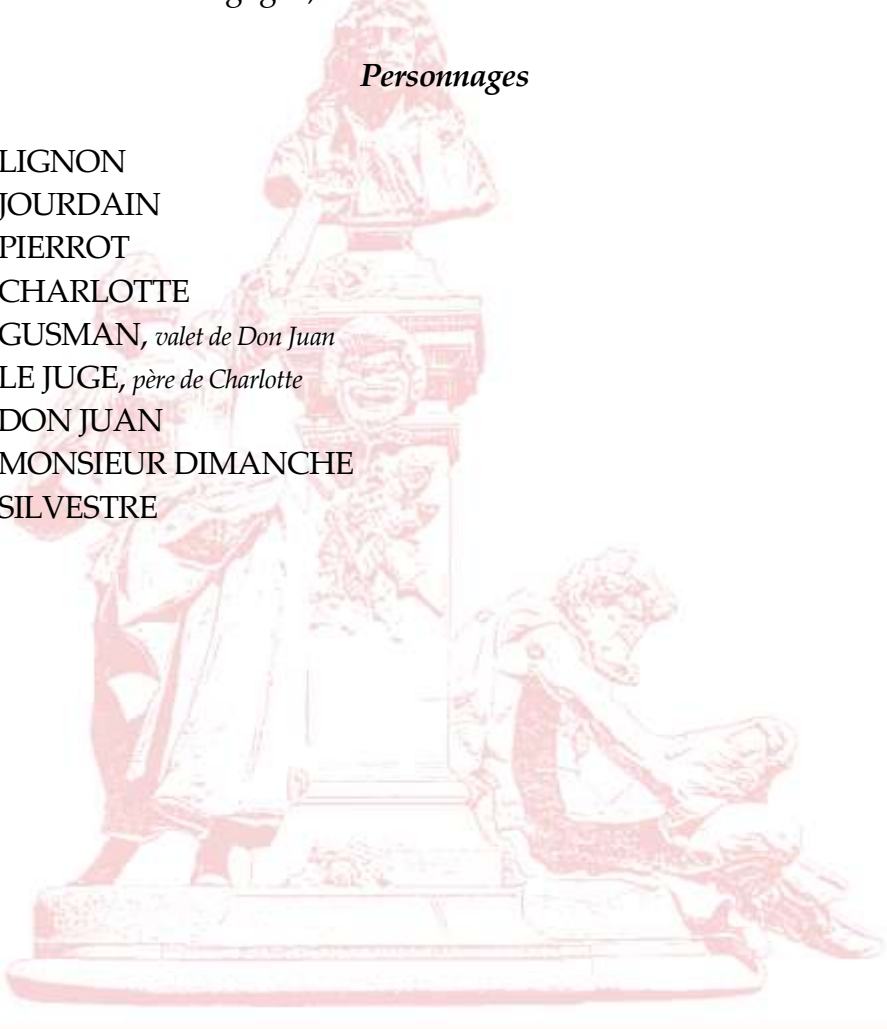 Personnages
LIGNON
JOURDAIN
PIERROT
CHARLOTTE
GUSMAN, valet de Don Juan
LE JUGE, père de Charlotte
DON JUAN
MONSIEUR DIMANCHE
SILVESTRE